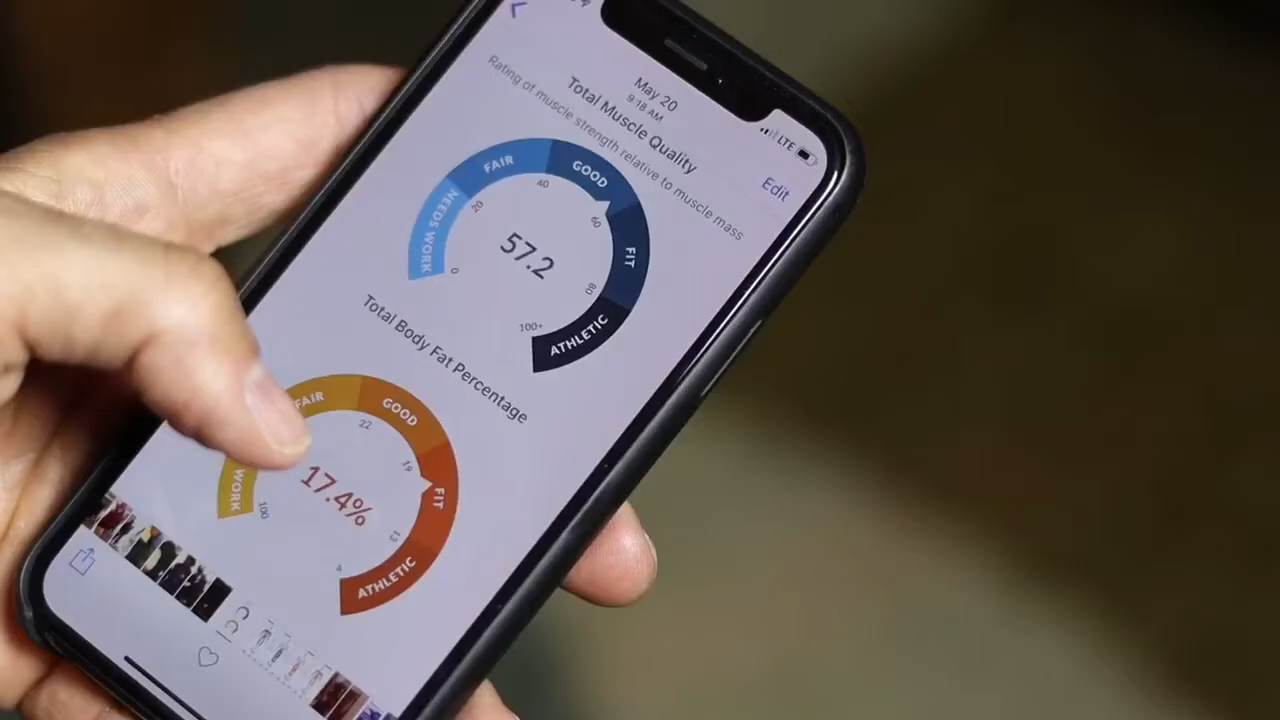 LTE
May 20
9:18 AM
Edit
Total Muscle Quality
Rating of muscle strength relative to muscle mass
NEEDS WORK
FAIR
GOOD
FIT
ATHLETIC
0
20
40
60
80
100+
57.2
Total Body Fat Percentage
WORK
FAIR
GOOD
FIT
ATHLETIC
100
22
19
13
4
17.4%